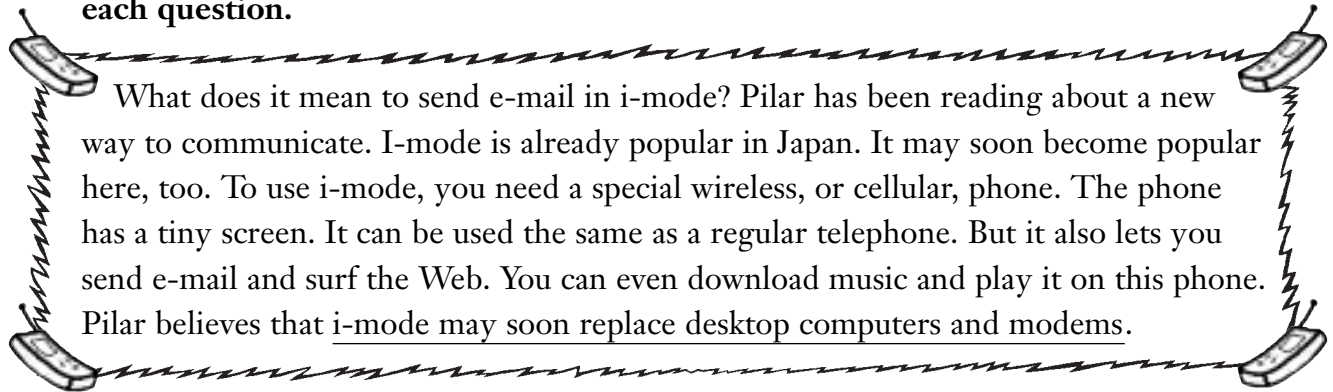 each question.
What does it mean to send e-mail in i-mode? Pilar has been reading about a new
way to communicate. I-mode is already popular in Japan. It may soon become popular
here, too. To use i-mode, you need a special wireless, or cellular, phone. The phone
has a tiny screen. It can be used the same as a regular telephone. But it also lets you
send e-mail and surf the Web. You can even download music and play it on this phone.
Pilar believes that i-mode may soon replace desktop computers and modems.